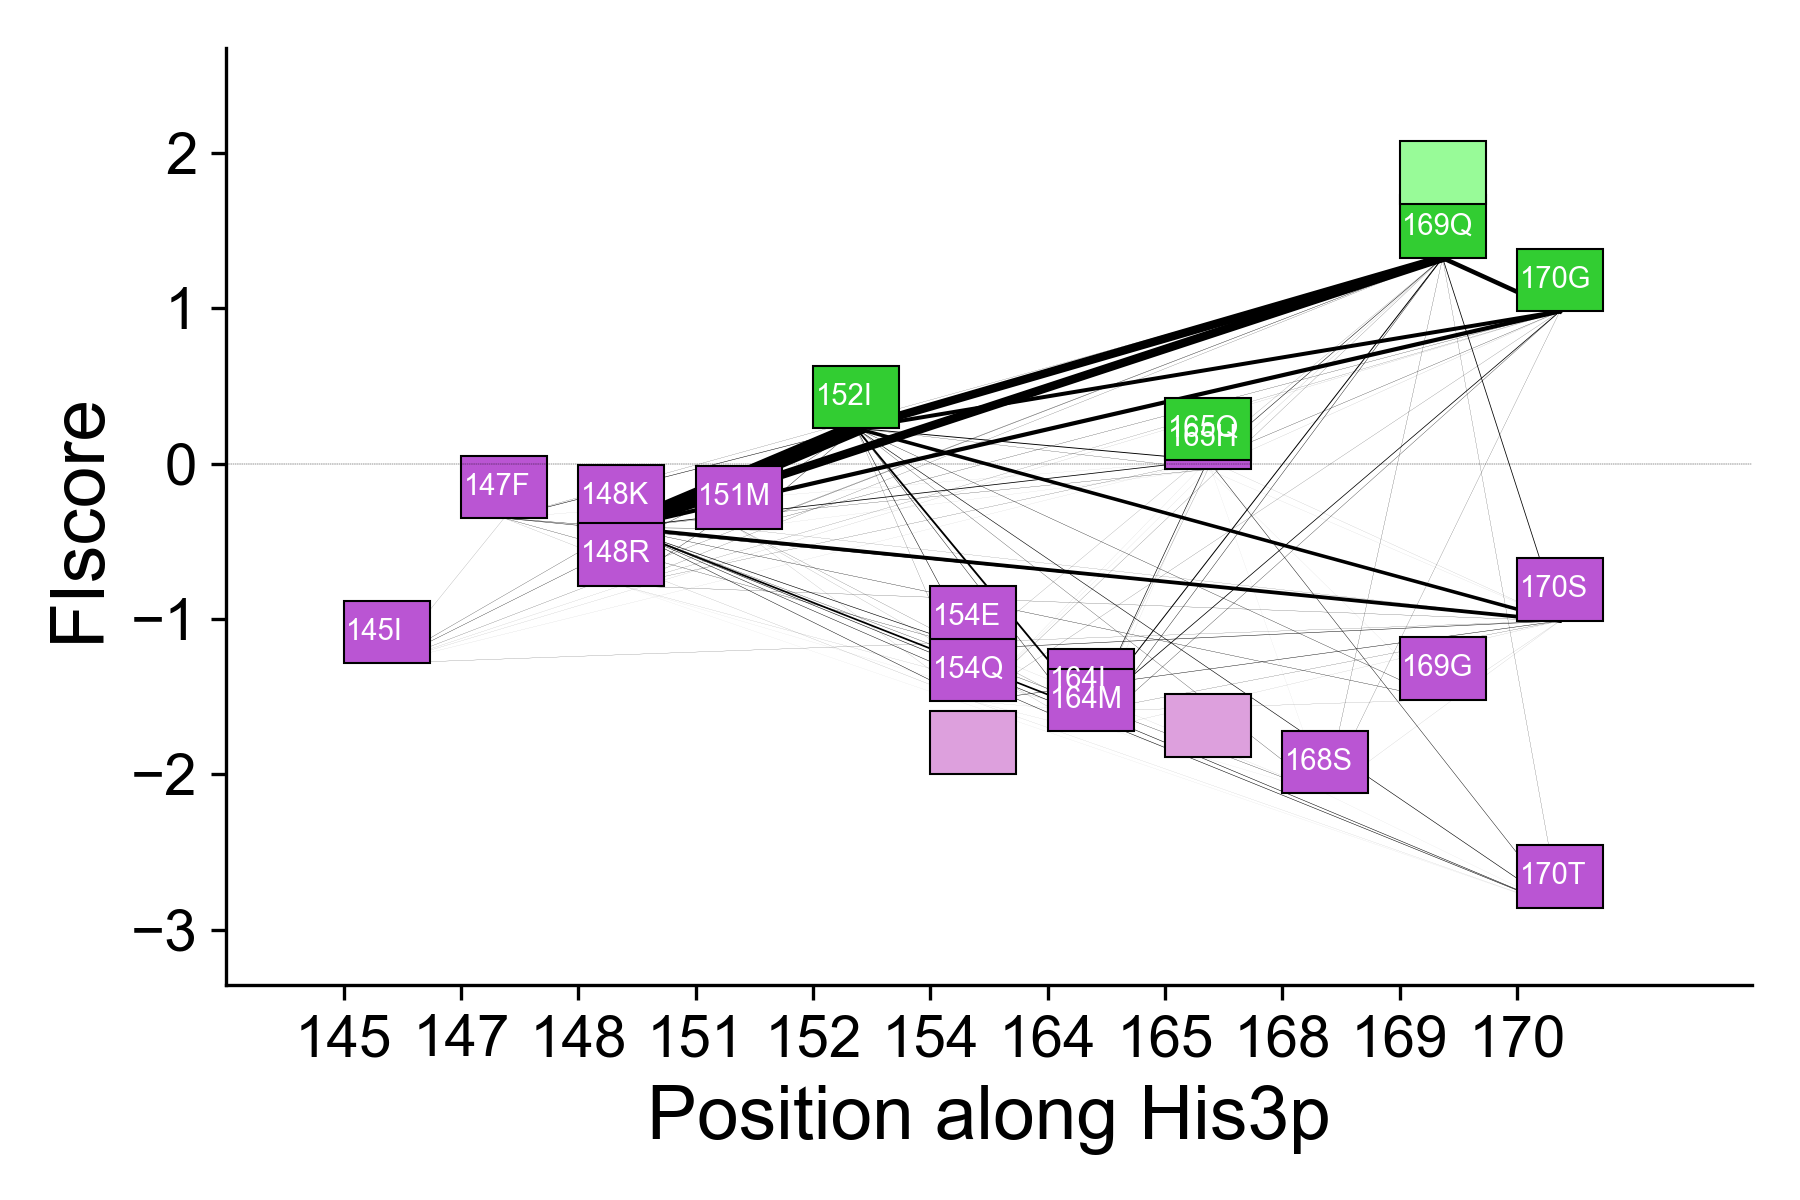 FIscore
2
1
0
−1
−2
−3
169Q
170G
152I
165Q
165H
147F
148K
151M
148R
145I
154E
154Q
164I
164M
170S
169G
168S
170T
145 147 148 151 152 154 164 165 168 169 170
Position along His3p